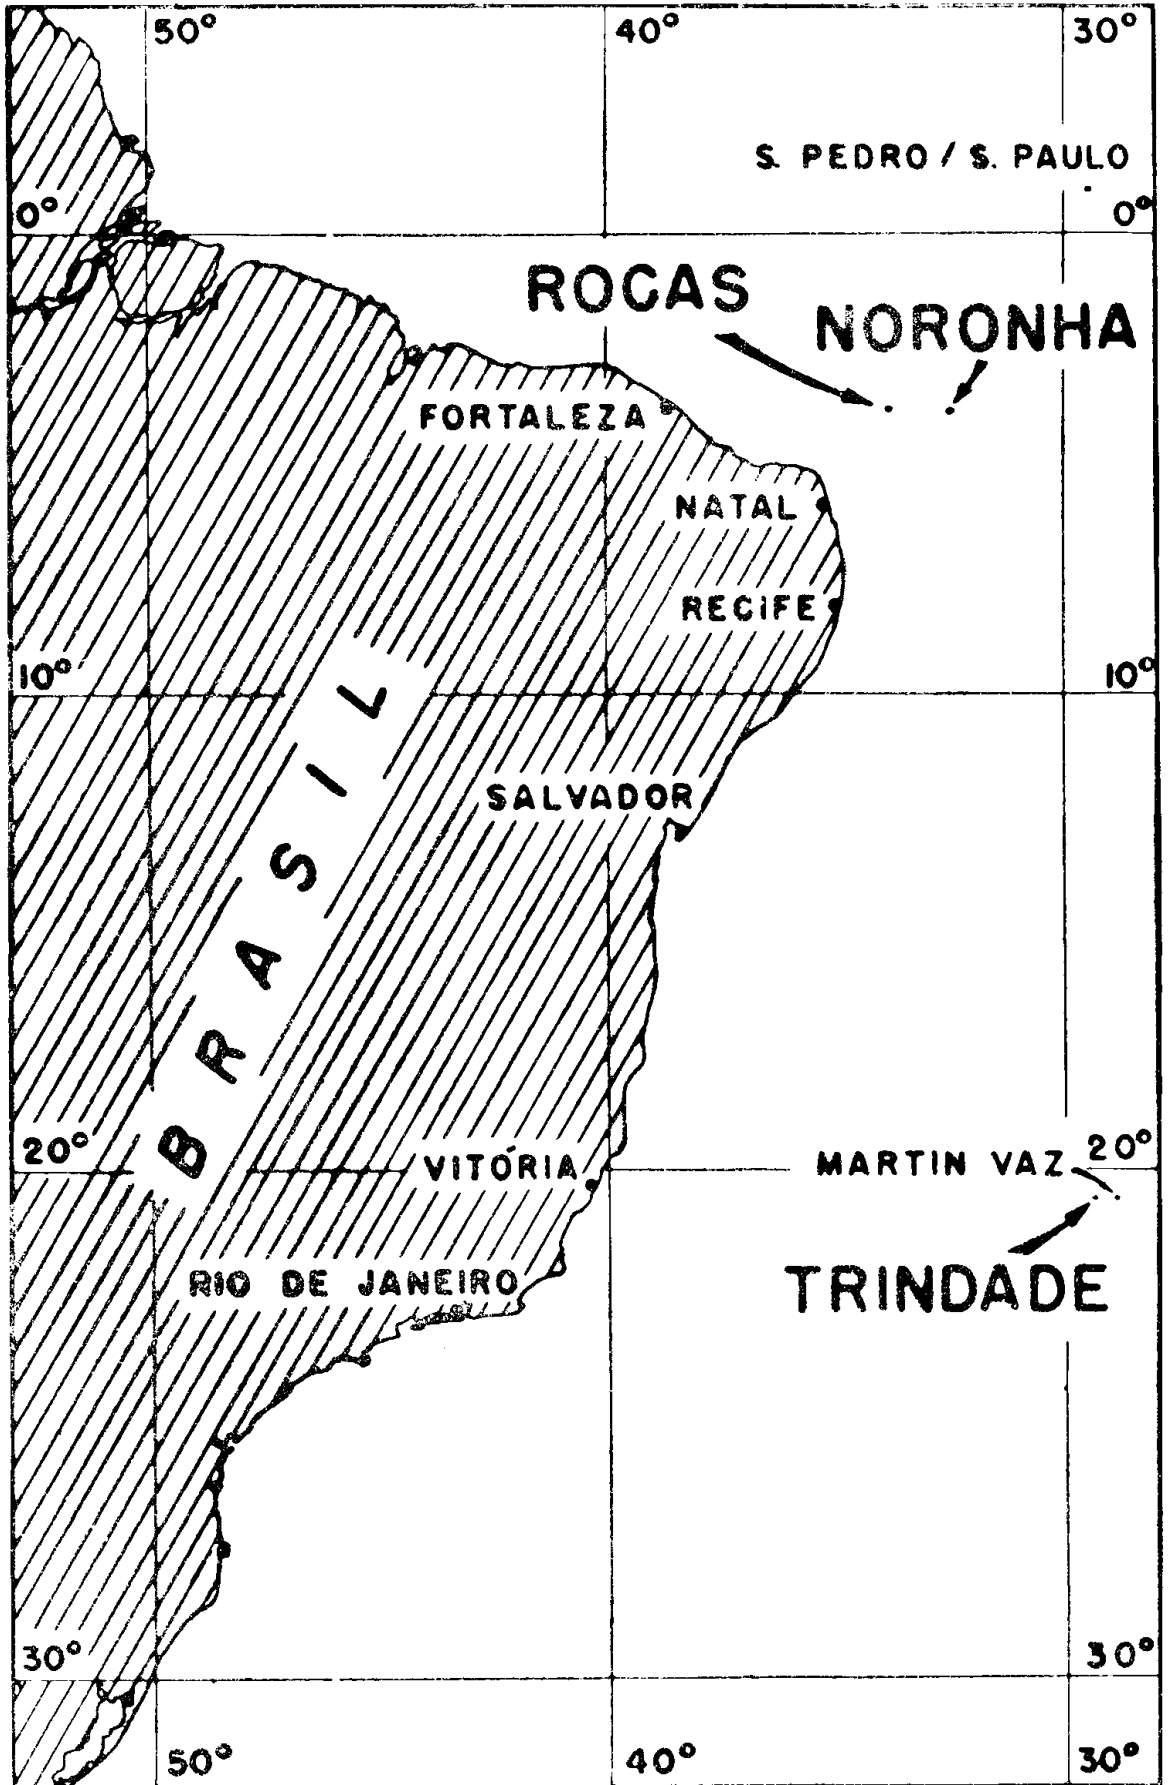 50° 40° 30°
S. PEDRO / S. PAULO
0° 0°
ROCAS
NORONHA
FORTALEZA
NATAL
RECIFE
10° 10°
BRASIL
SALVADOR
20° VITÓRIA MARTIN VAZ 20°
RIO DE JANEIRO
TRINDADE
30° 30°
50° 40° 30°